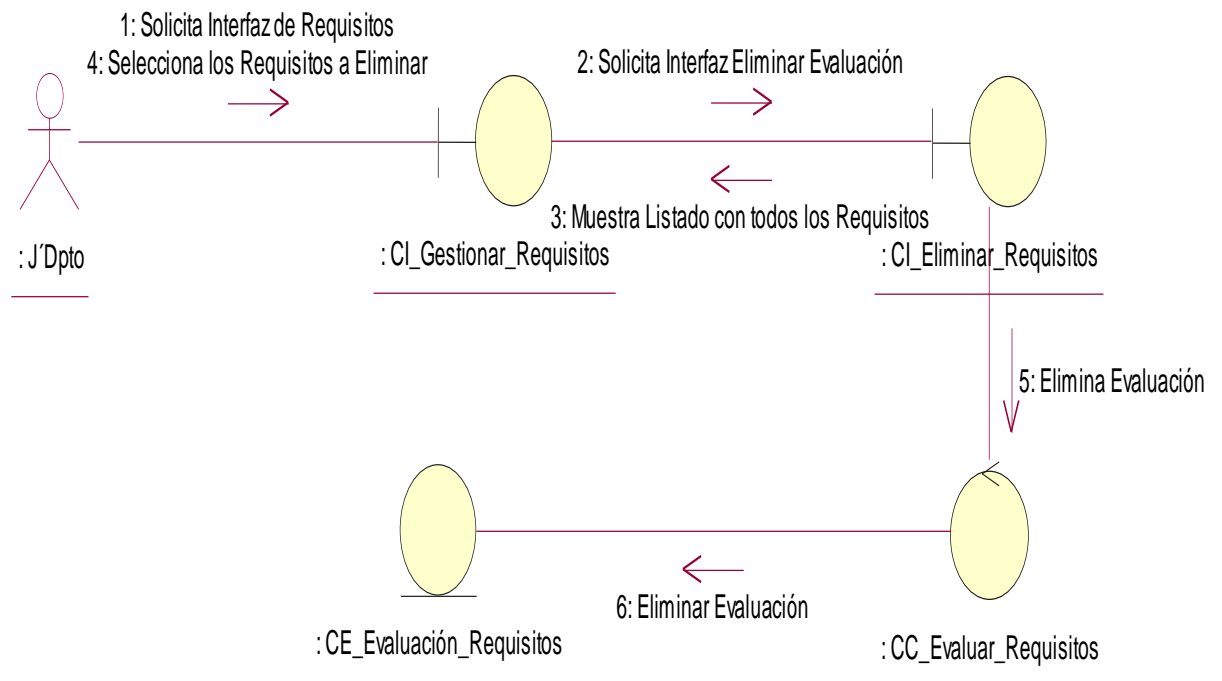 1: Solicita Interfaz de Requisitos
4: Selecciona los Requisitos a Eliminar
2: Solicita Interfaz Eliminar Evaluación
3: Muestra Listado con todos los Requisitos
: J´Dpto
: CI_Gestionar_Requisitos
: CI_Eliminar_Requisitos
5: Elimina Evaluación
6: Eliminar Evaluación
: CE_Evaluación_Requisitos
: CC_Evaluar_Requisitos